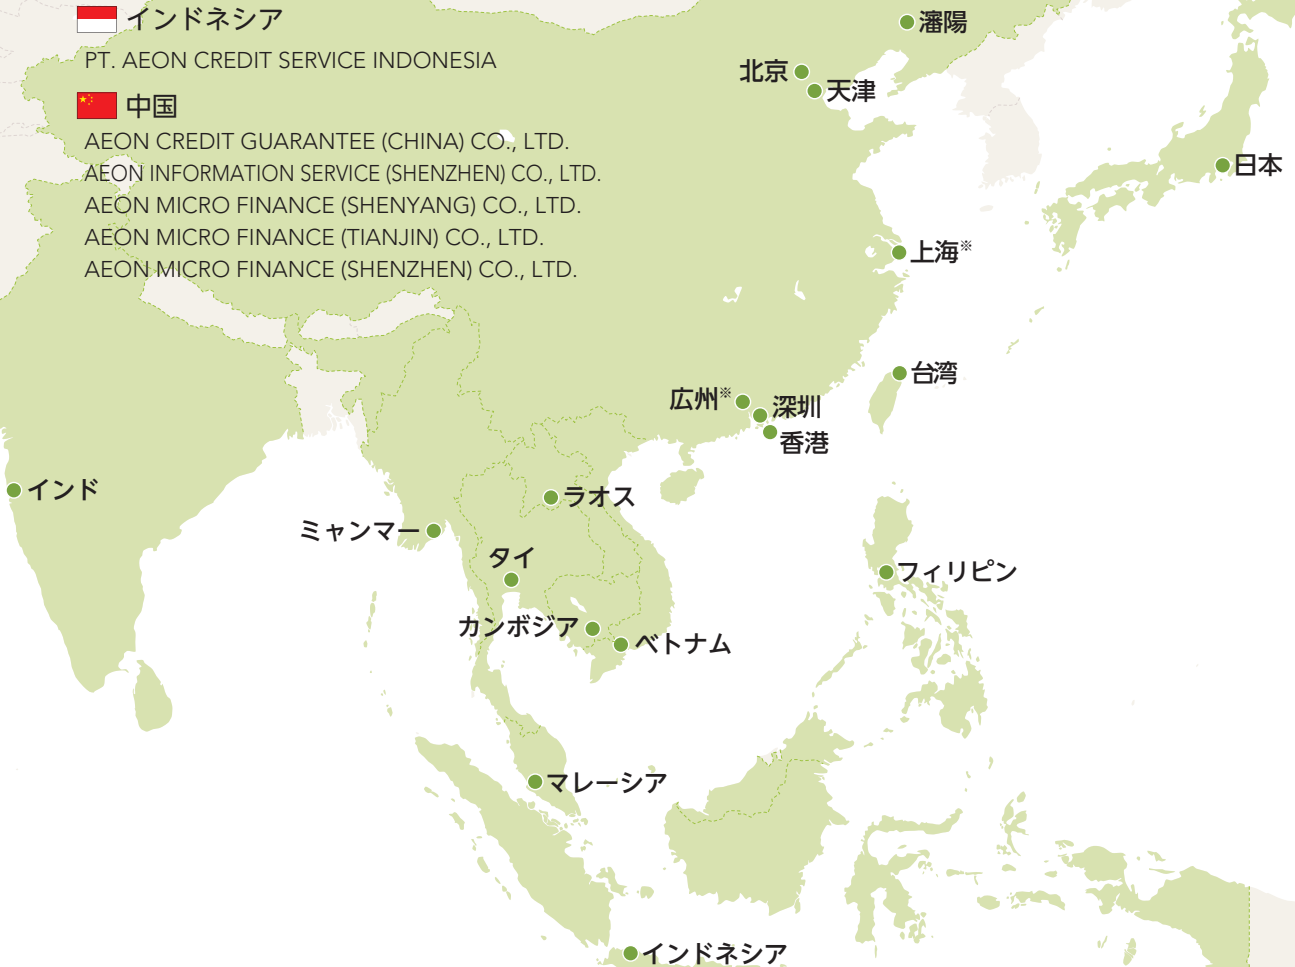 インドネシア
PT. AEON CREDIT SERVICE INDONESIA
中国
AEON CREDIT GUARANTEE (CHINA) CO., LTD.
AEON INFORMATION SERVICE (SHENZHEN) CO., LTD.
AEON MICRO FINANCE (SHENYANG) CO., LTD.
AEON MICRO FINANCE (TIANJIN) CO., LTD.
AEON MICRO FINANCE (SHENZHEN) CO., LTD.
瀋陽
北京
天津
日本
上海※
台湾
広州※
深圳
香港
インド
ラオス
ミャンマー
タイ
フィリピン
カンボジア
ベトナム
マレーシア
インドネシア